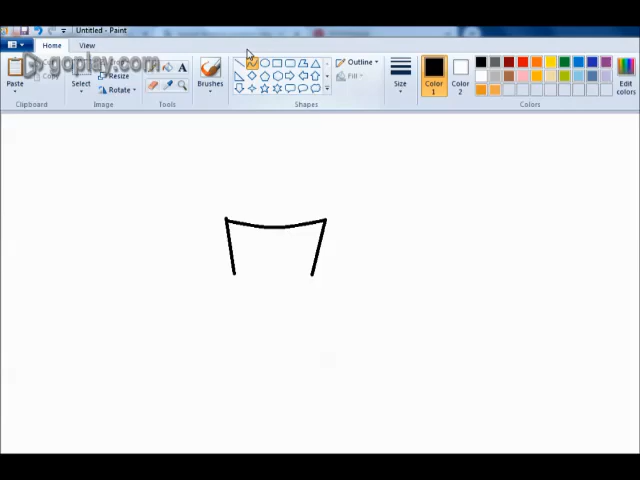 Untitled - Paint
Home
View
goplay.com
Paste
Copy
Select
Resize
Rotate
Brushes
Outline
Fill
Size
Color
1
Color
2
Edit
colors
Clipboard
Image
Tools
Shapes
Colors
A